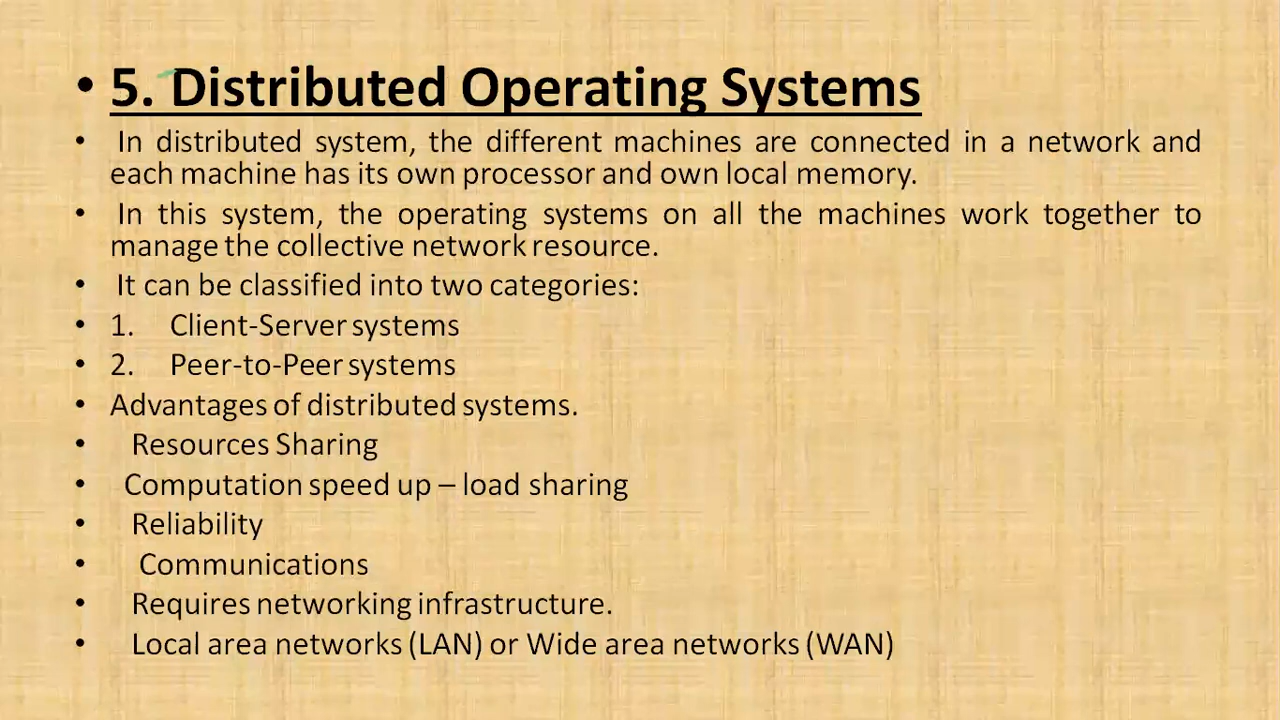 • 5. Distributed Operating Systems
• In distributed system, the different machines are connected in a network and
each machine has its own processor and own local memory.
• In this system, the operating systems on all the machines work together to
manage the collective network resource.
• It can be classified into two categories:
• 1. Client-Server systems
• 2. Peer-to-Peer systems
• Advantages of distributed systems.
• Resources Sharing
• Computation speed up – load sharing
• Reliability
• Communications
• Requires networking infrastructure.
• Local area networks (LAN) or Wide area networks (WAN)